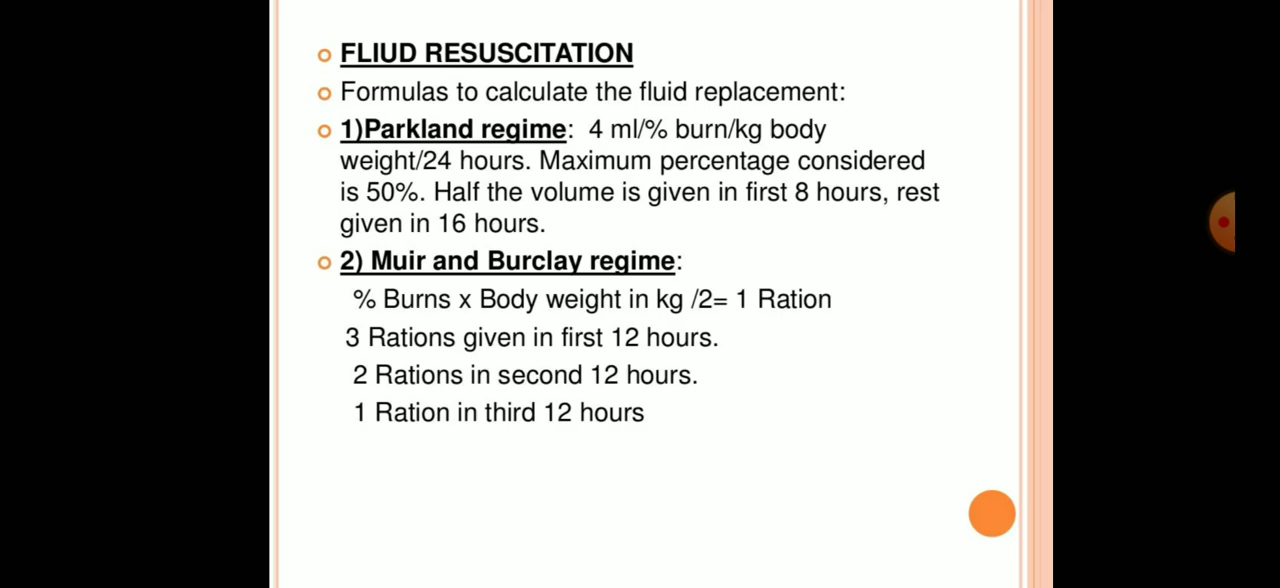 FLIUD RESUSCITATION
Formulas to calculate the fluid replacement:
1)Parkland regime: 4 ml/% burn/kg body
weight/24 hours. Maximum percentage considered
is 50%. Half the volume is given in first 8 hours, rest
given in 16 hours.
2) Muir and Burclay regime:
% Burns x Body weight in kg /2= 1 Ration
3 Rations given in first 12 hours.
2 Rations in second 12 hours.
1 Ration in third 12 hours